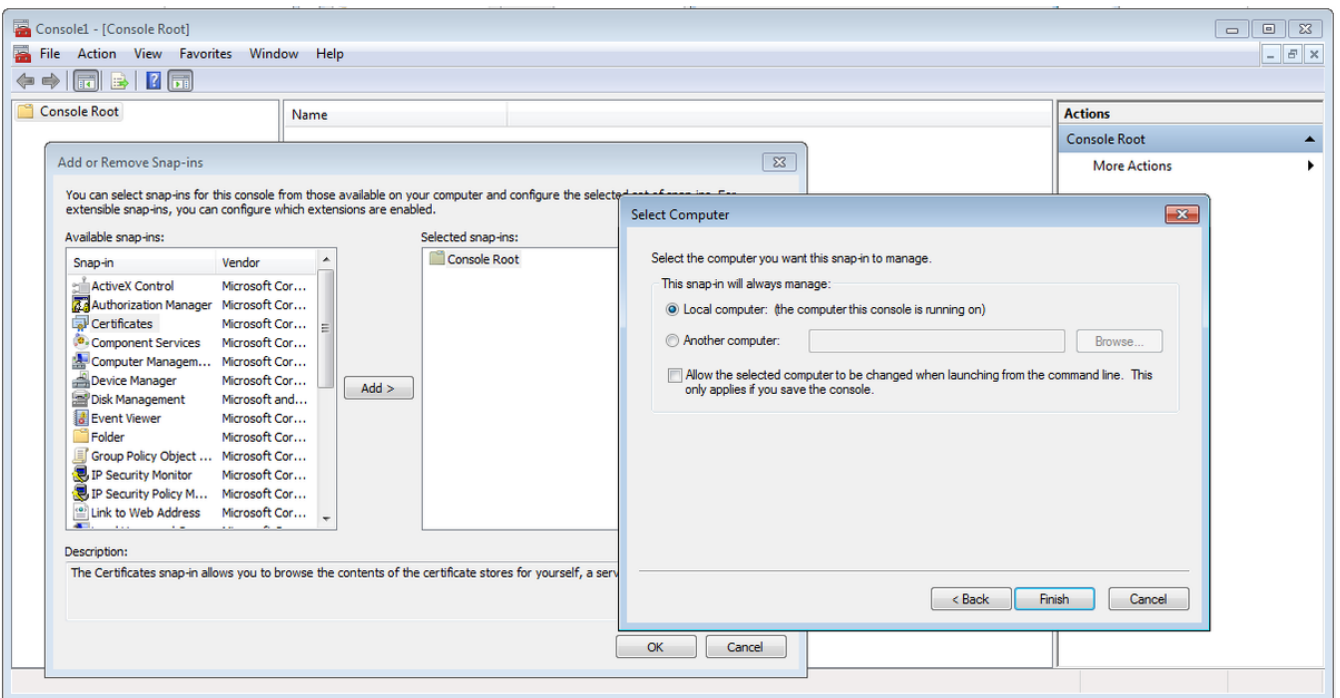 Console1 - [Console Root]
File Action View Favorites Window Help
Console Root
Name
Actions
Console Root
More Actions
Add or Remove Snap-ins
You can select snap-ins for this console from those available on your computer and configure the selected set of snap-ins. For
extensible snap-ins, you can configure which extensions are enabled.
Available snap-ins:
Snap-in Vendor
ActiveX Control Microsoft Cor...
Authorization Manager Microsoft Cor...
Certificates Microsoft Cor...
Component Services Microsoft Cor...
Computer Managem... Microsoft Cor...
Device Manager Microsoft Cor...
Disk Management Microsoft and...
Event Viewer Microsoft Cor...
Folder Microsoft Cor...
Group Policy Object ... Microsoft Cor...
IP Security Monitor Microsoft Cor...
IP Security Policy M... Microsoft Cor...
Link to Web Address Microsoft Cor...
Add >
Selected snap-ins:
Console Root
Description:
The Certificates snap-in allows you to browse the contents of the certificate stores for yourself, a serv
OK Cancel
Select Computer
Select the computer you want this snap-in to manage.
This snap-in will always manage:
Local computer: (the computer this console is running on)
Another computer:
Browse...
Allow the selected computer to be changed when launching from the command line. This
only applies if you save the console.
< Back Finish Cancel